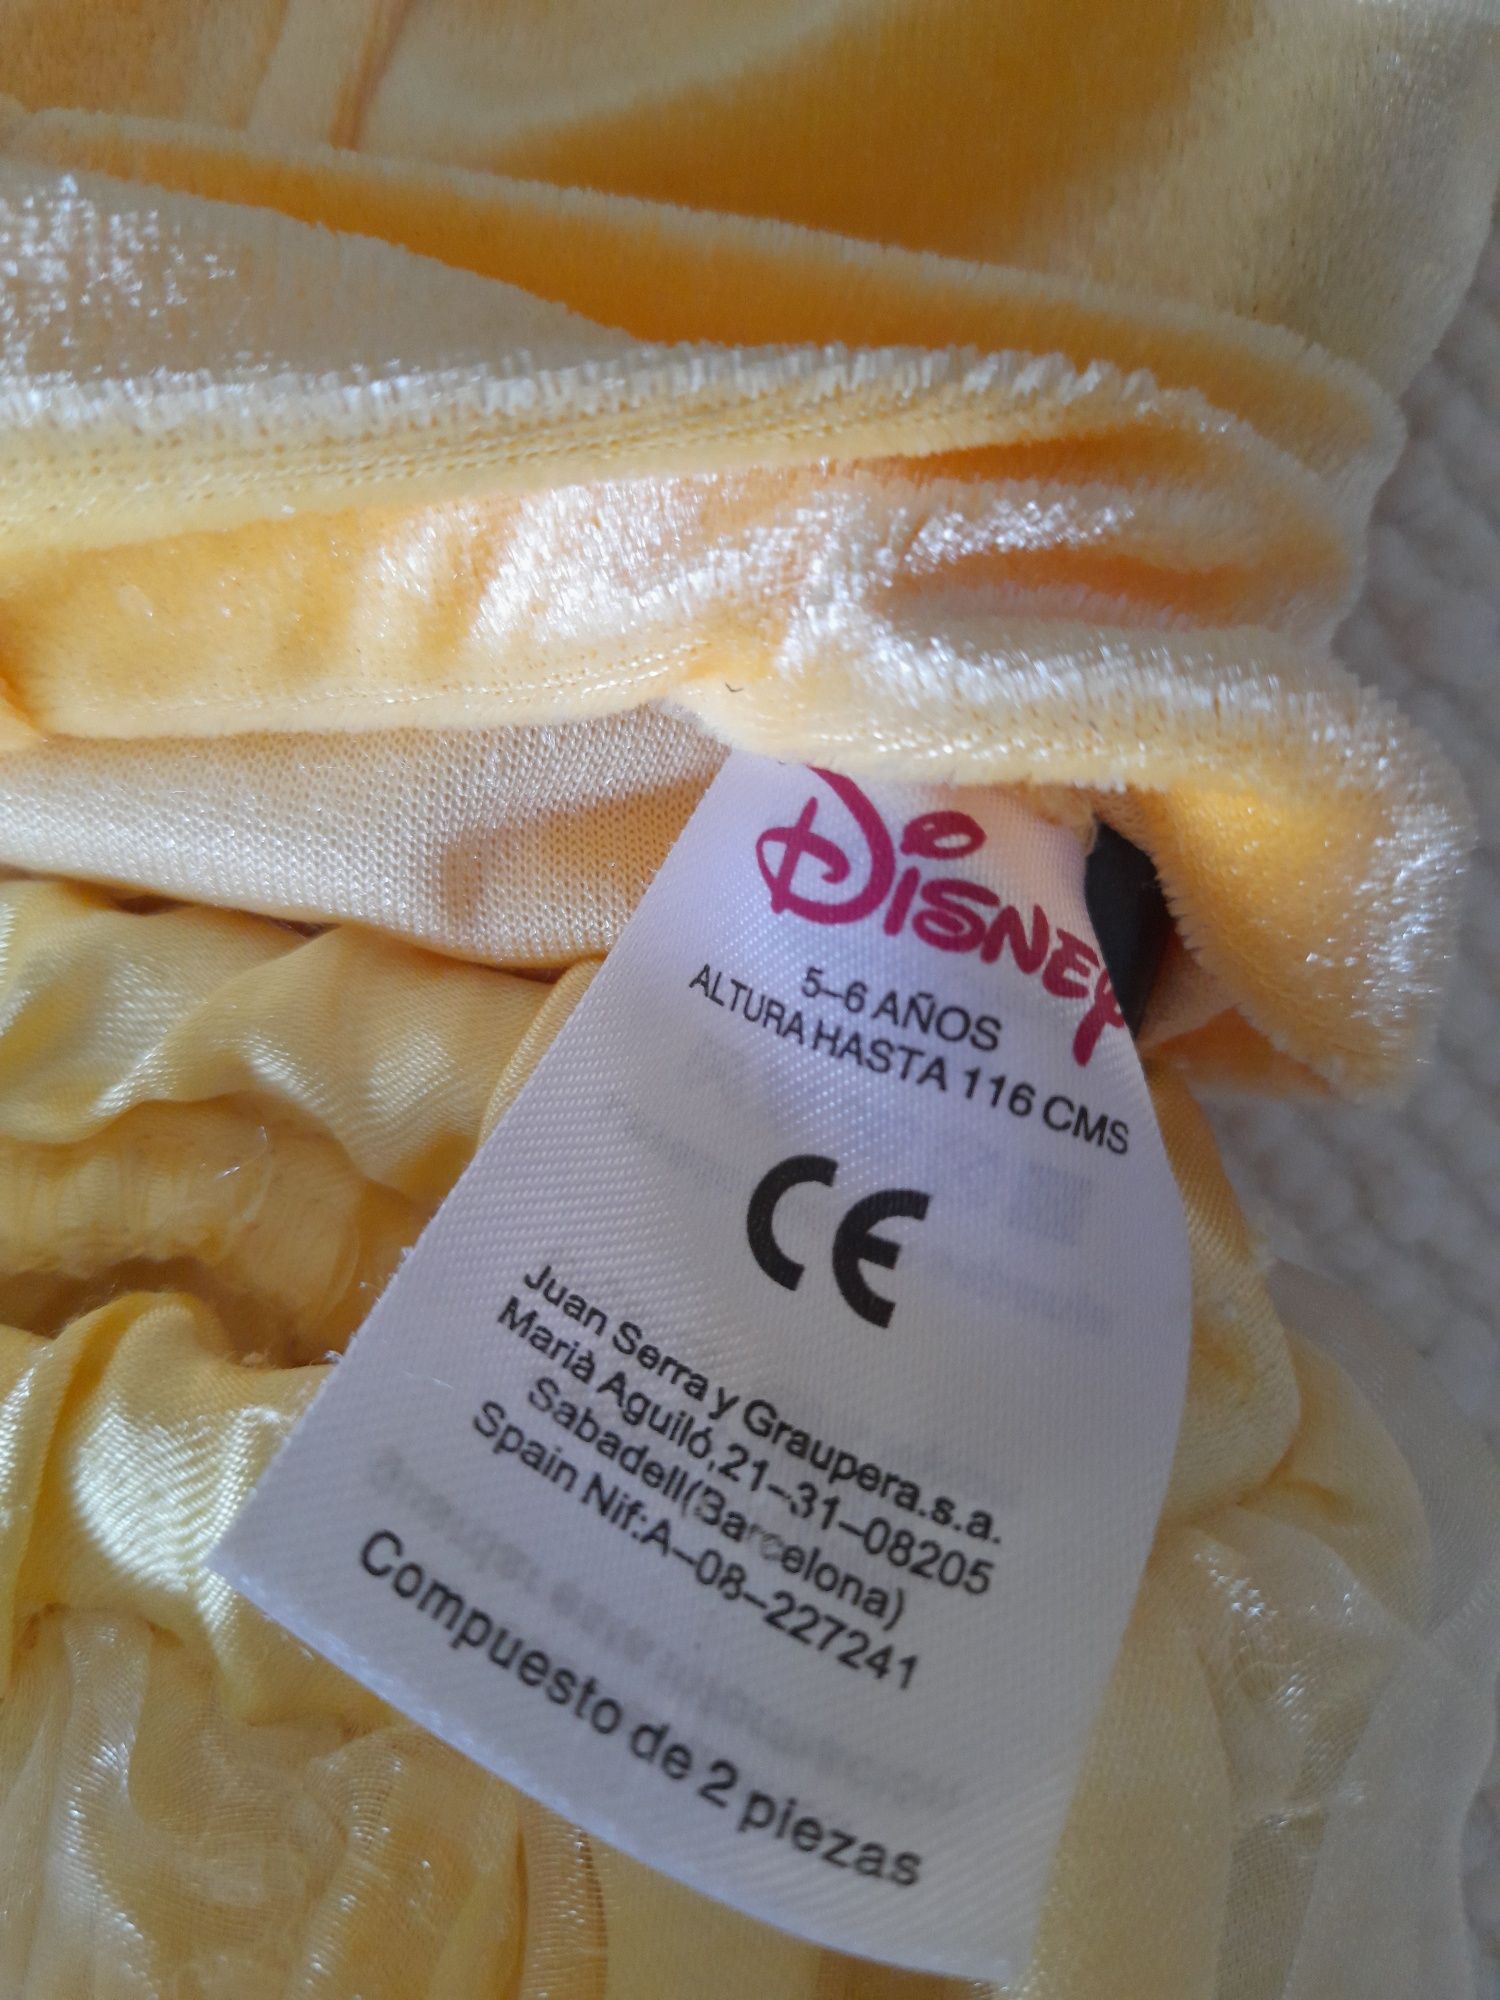 Disney
5–6 AÑOS
ALTURA HASTA 116 CMS
CE
Juan Serra y Graupera.s.a.
Marià Aguiló,21–31–08205
Sabadell(Barcelona)
Spain Nif:A–08–227241
Compuesto de 2 piezas